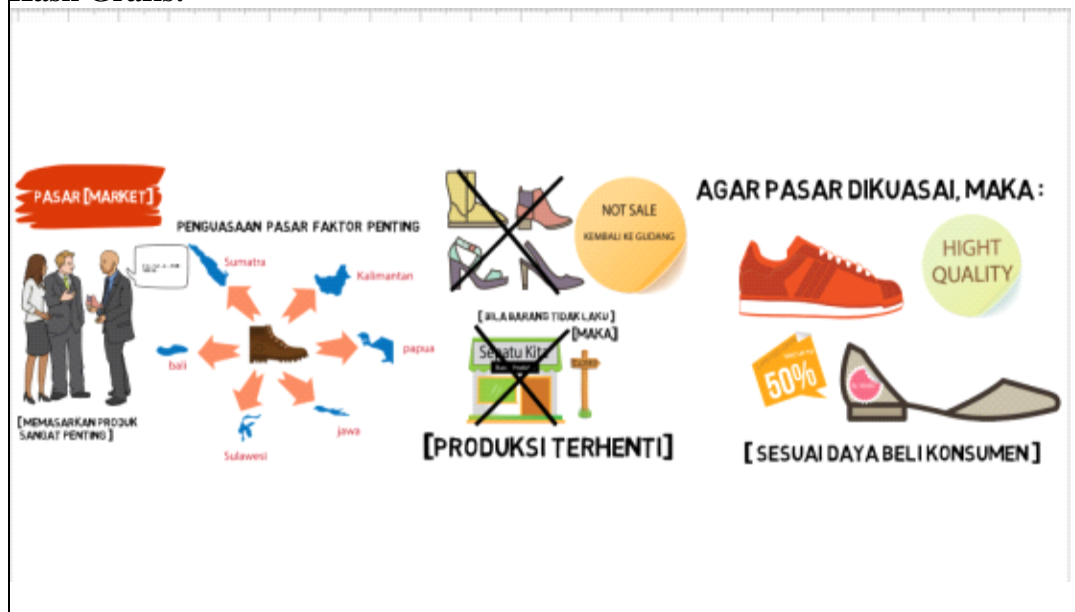 PASAR [MARKET]
PENGUASAAN PASAR FAKTOR PENTING
Sumatra
Kalimantan
bali
papua
Sulawesi
jawa
[MEMASARKAN PRODUK
SANGAT PENTING]
NOT SALE
KEMBALI KE GUDANG
[BILA BARANG TIDAK LAKU]
[MAKA]
Sepatu Kita
[PRODUKSI TERHENTI]
AGAR PASAR DIKUASAI, MAKA :
HIGHT
QUALITY
50%
[ SESUAI DAYA BELI KONSUMEN ]